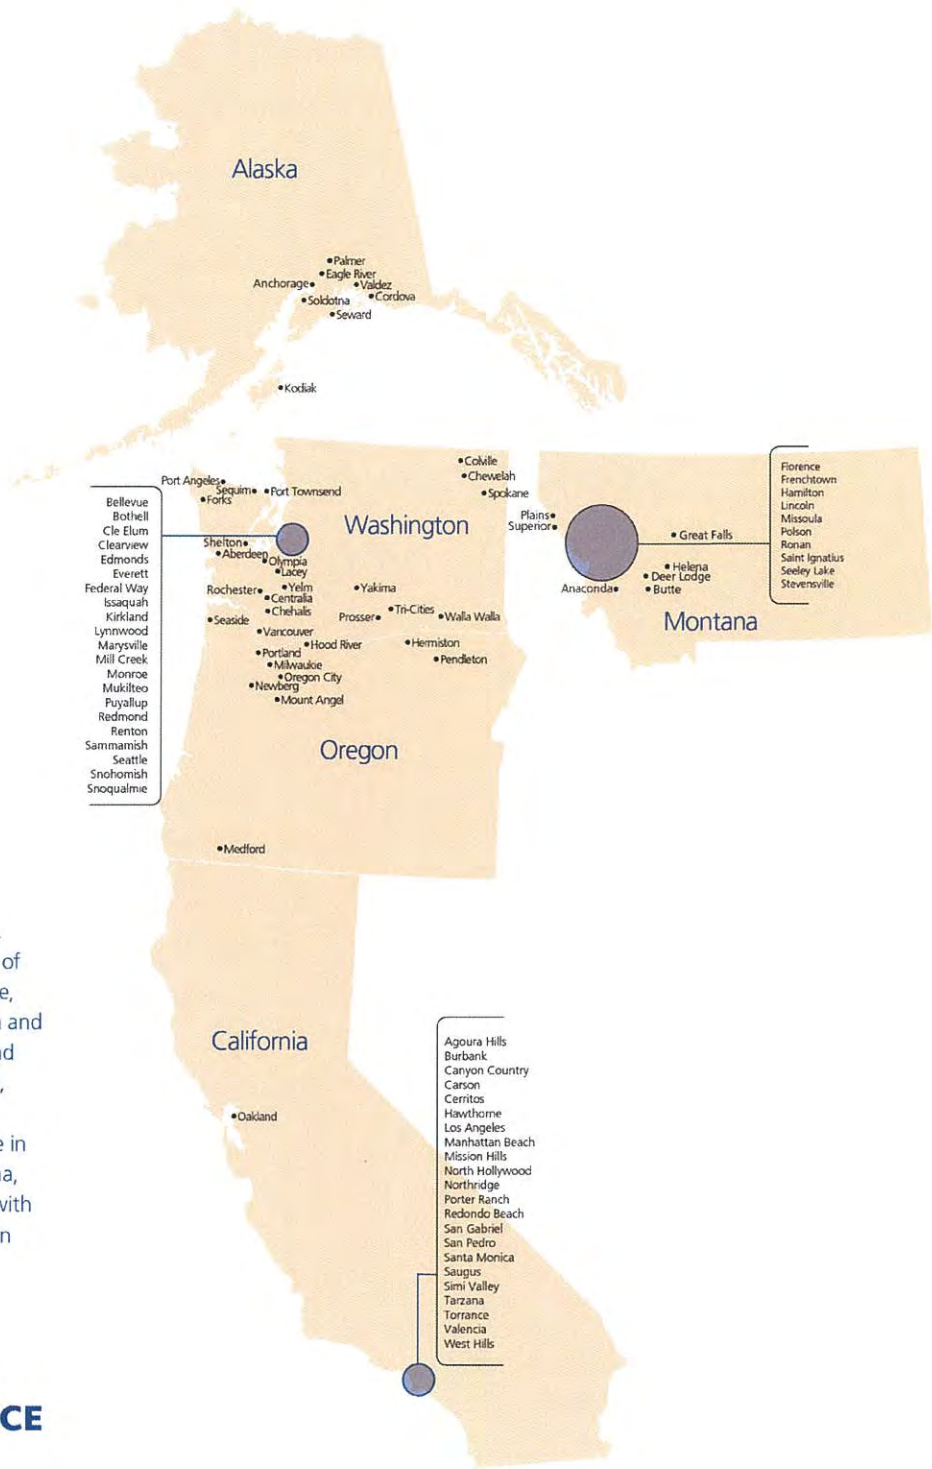 Alaska
Palmer
Eagle River
Anchorage
Valdez
Soldotna
Cordova
Seward
Kodiak
Port Angeles
Sequim
Port Townsend
Forks
Colville
Chewelah
Spokane
Washington
Shelton
Aberdeen
Olympia
Lacey
Rochester
Yelm
Centralia
Chehalis
Yakima
Prosser
Tri-Cities
Walla Walla
Seaside
Vancouver
Hood River
Portland
Milwaukie
Oregon City
Newberg
Mount Angel
Hermiston
Pendleton
Oregon
Medford
Bellevue
Bothell
Cle Elum
Clearview
Edmonds
Everett
Federal Way
Issaquah
Kirkland
Lynnwood
Marysville
Mill Creek
Monroe
Mukilteo
Puyallup
Redmond
Renton
Sammamish
Seattle
Snohomish
Snoqualmie
Plains
Superior
Great Falls
Helena
Deer Lodge
Anaconda
Butte
Montana
Florence
Frenchtown
Hamilton
Lincoln
Missoula
Polson
Ronan
Saint Ignatius
Seeley Lake
Stevensville
California
Oakland
Agoura Hills
Burbank
Canyon Country
Carson
Cerritos
Hawthorne
Los Angeles
Manhattan Beach
Mission Hills
North Hollywood
Northridge
Porter Ranch
Redondo Beach
San Gabriel
San Pedro
Santa Monica
Saugus
Simi Valley
Tarzana
Torrance
Valencia
West Hills
of
e,
and
d
,
e in
a,
with
n
CE